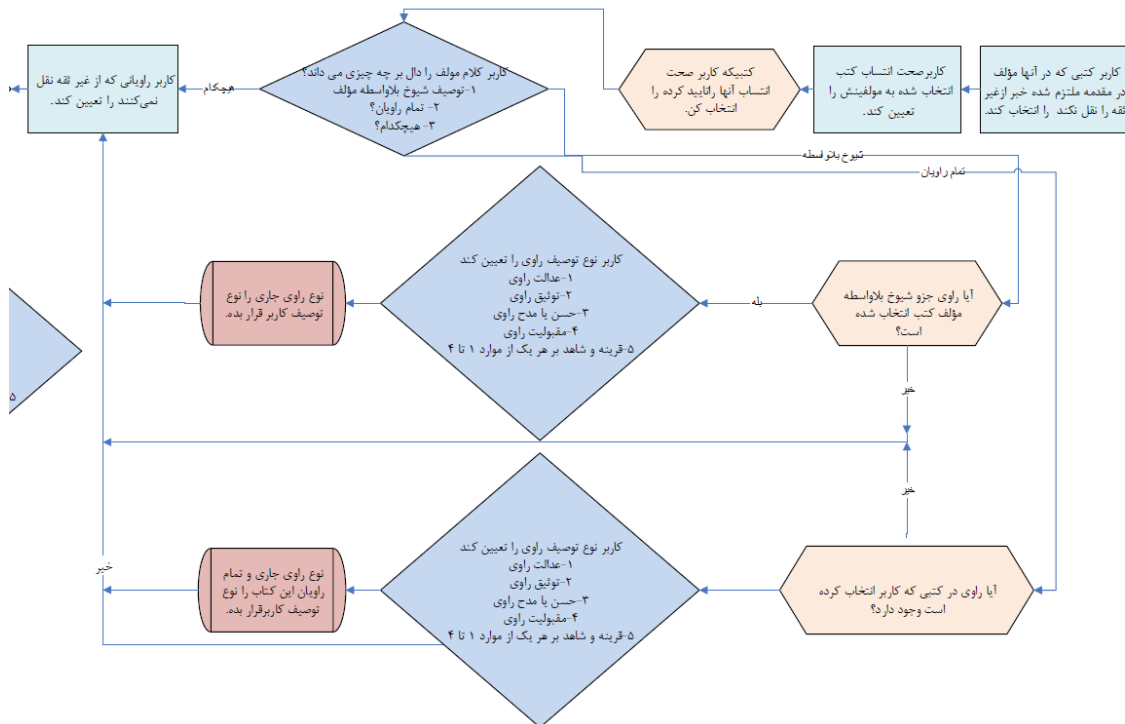 کاربر کتبی که در آنها مؤلف
در مقدمه ملتزم شده خبر ازغیر
ثقه را نقل نکند را انتخاب کند.
کاربرصحت انتساب کتب
انتخاب شده به مولفینش را
تعیین کند.
کتبیکه کاربر صحت
انتساب آنها راتایید کرده را
انتخاب کن.
کاربر کلام مولف را دال بر چه چیزی می داند؟
۱-توصیف شیوخ بلاواسطه مؤلف
۲- تمام راویان؟
۳- هیچکدام؟
هیچکدام
کاربر راویانی که از غیر ثقه نقل
نمی‌کنند را تعیین کند.
شیوخ بلاواسطه
تمام راویان
آیا راوی جزو شیوخ بلاواسطه
مؤلف کتب انتخاب شده
است؟
بله
کاربر نوع توصیف راوی را تعیین کند
۱-عدالت راوی
۲-توثیق راوی
۳-حسن یا مدح راوی
۴-مقبولیت راوی
۵-قرینه و شاهد بر هر یک از موارد ۱ تا ۴
نوع راوی جاری را نوع
توصیف کاربر قرار بده.
۵
خیر
خیر
آیا راوی در کتبی که کاربر انتخاب کرده
است وجود دارد؟
کاربر نوع توصیف راوی را تعیین کند
۱-عدالت راوی
۲-توثیق راوی
۳-حسن یا مدح راوی
۴-مقبولیت راوی
۵-قرینه و شاهد بر هر یک از موارد ۱ تا ۴
نوع راوی جاری و تمام
راویان این کتاب را نوع
توصیف کاربرقرار بده.
خیر